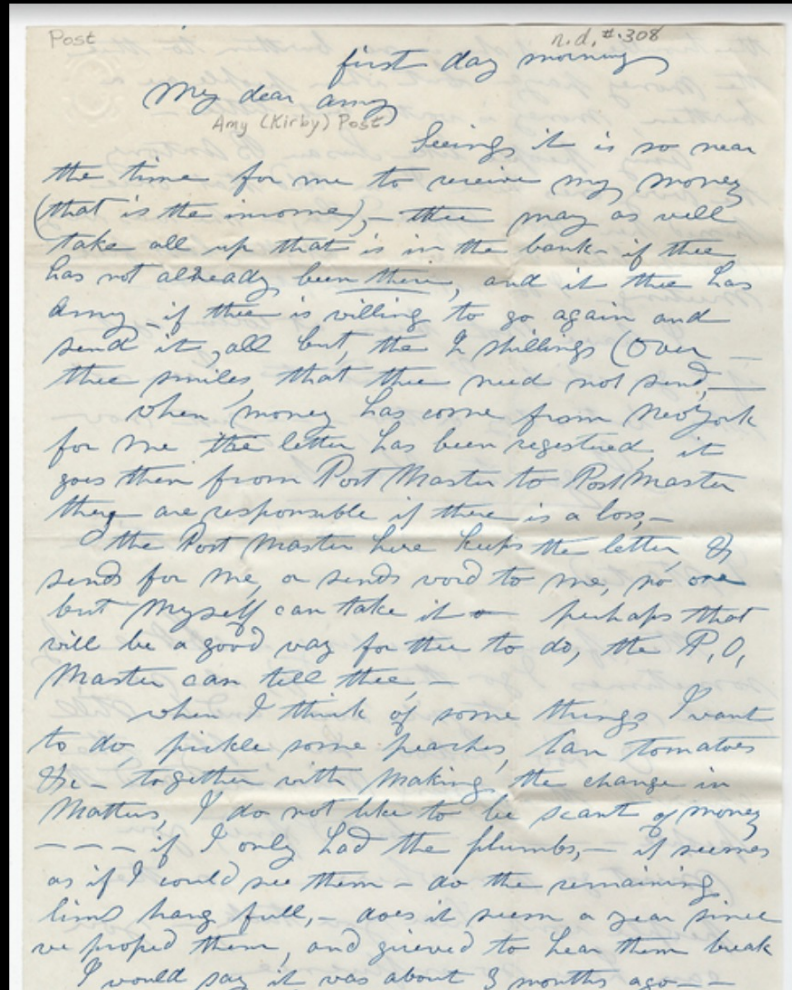 Post
n.d. #308
first day morning
My dear Amy
Amy (Kirby) Post
Seeing it is so near
the time for me to receive my money
(that is the income),- thee may as well
take all up that is in the bank- if thee
has not already been there, and if thee has
Amy - if thee is willing to go again and
send it, all but, the 2 shillings (over —
thee smiles, that thee need not send,—
when money has come from New York
for me the letter has been registred, it
goes then from Post Master to Post Master
they are responsible if there is a loss,-
the Post Master here keeps the letter, &
sends for me, or sends word to me, no one
but myself can take it - perhaps that
will be a good way for thee to do, the P,O,
Master can tell thee,-
when I think of some things I want
to do, pickle some peaches, Can tomatoes
&c - together with making the change in
Matters, I do not like to be scant of money
- - - - if I only had the plumbs,- it seems
as if I could see them - do the remaining
limbs hang full,- does it seem a year since
we proped them, and grieved to hear them break
I would say it was about 3 months ago - -